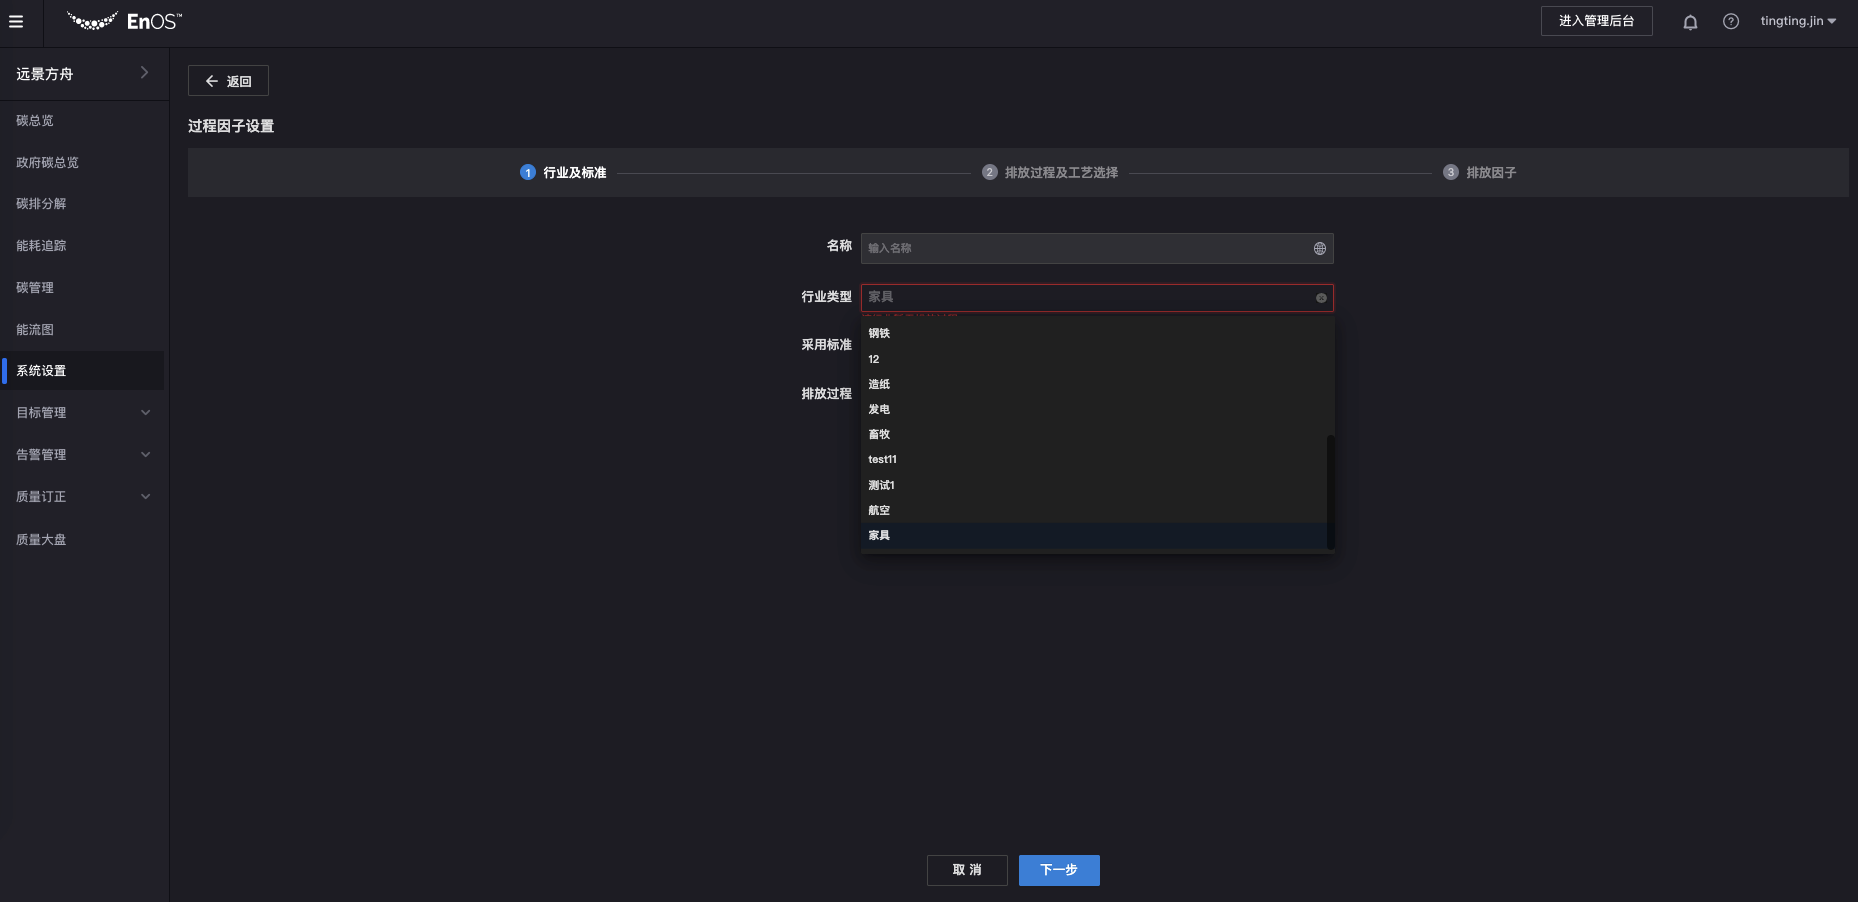 EnOS™
进入管理后台
tingting.jin
远景方舟
碳总览
政府碳总览
碳排分解
能耗追踪
碳管理
能流图
系统设置
目标管理
告警管理
质量订正
质量大盘
返回
过程因子设置
1 行业及标准
2 排放过程及工艺选择
3 排放因子
名称 输入名称
行业类型 家具
采用标准
排放过程
钢铁
12
造纸
发电
畜牧
test11
测试1
航空
家具
取 消
下一步